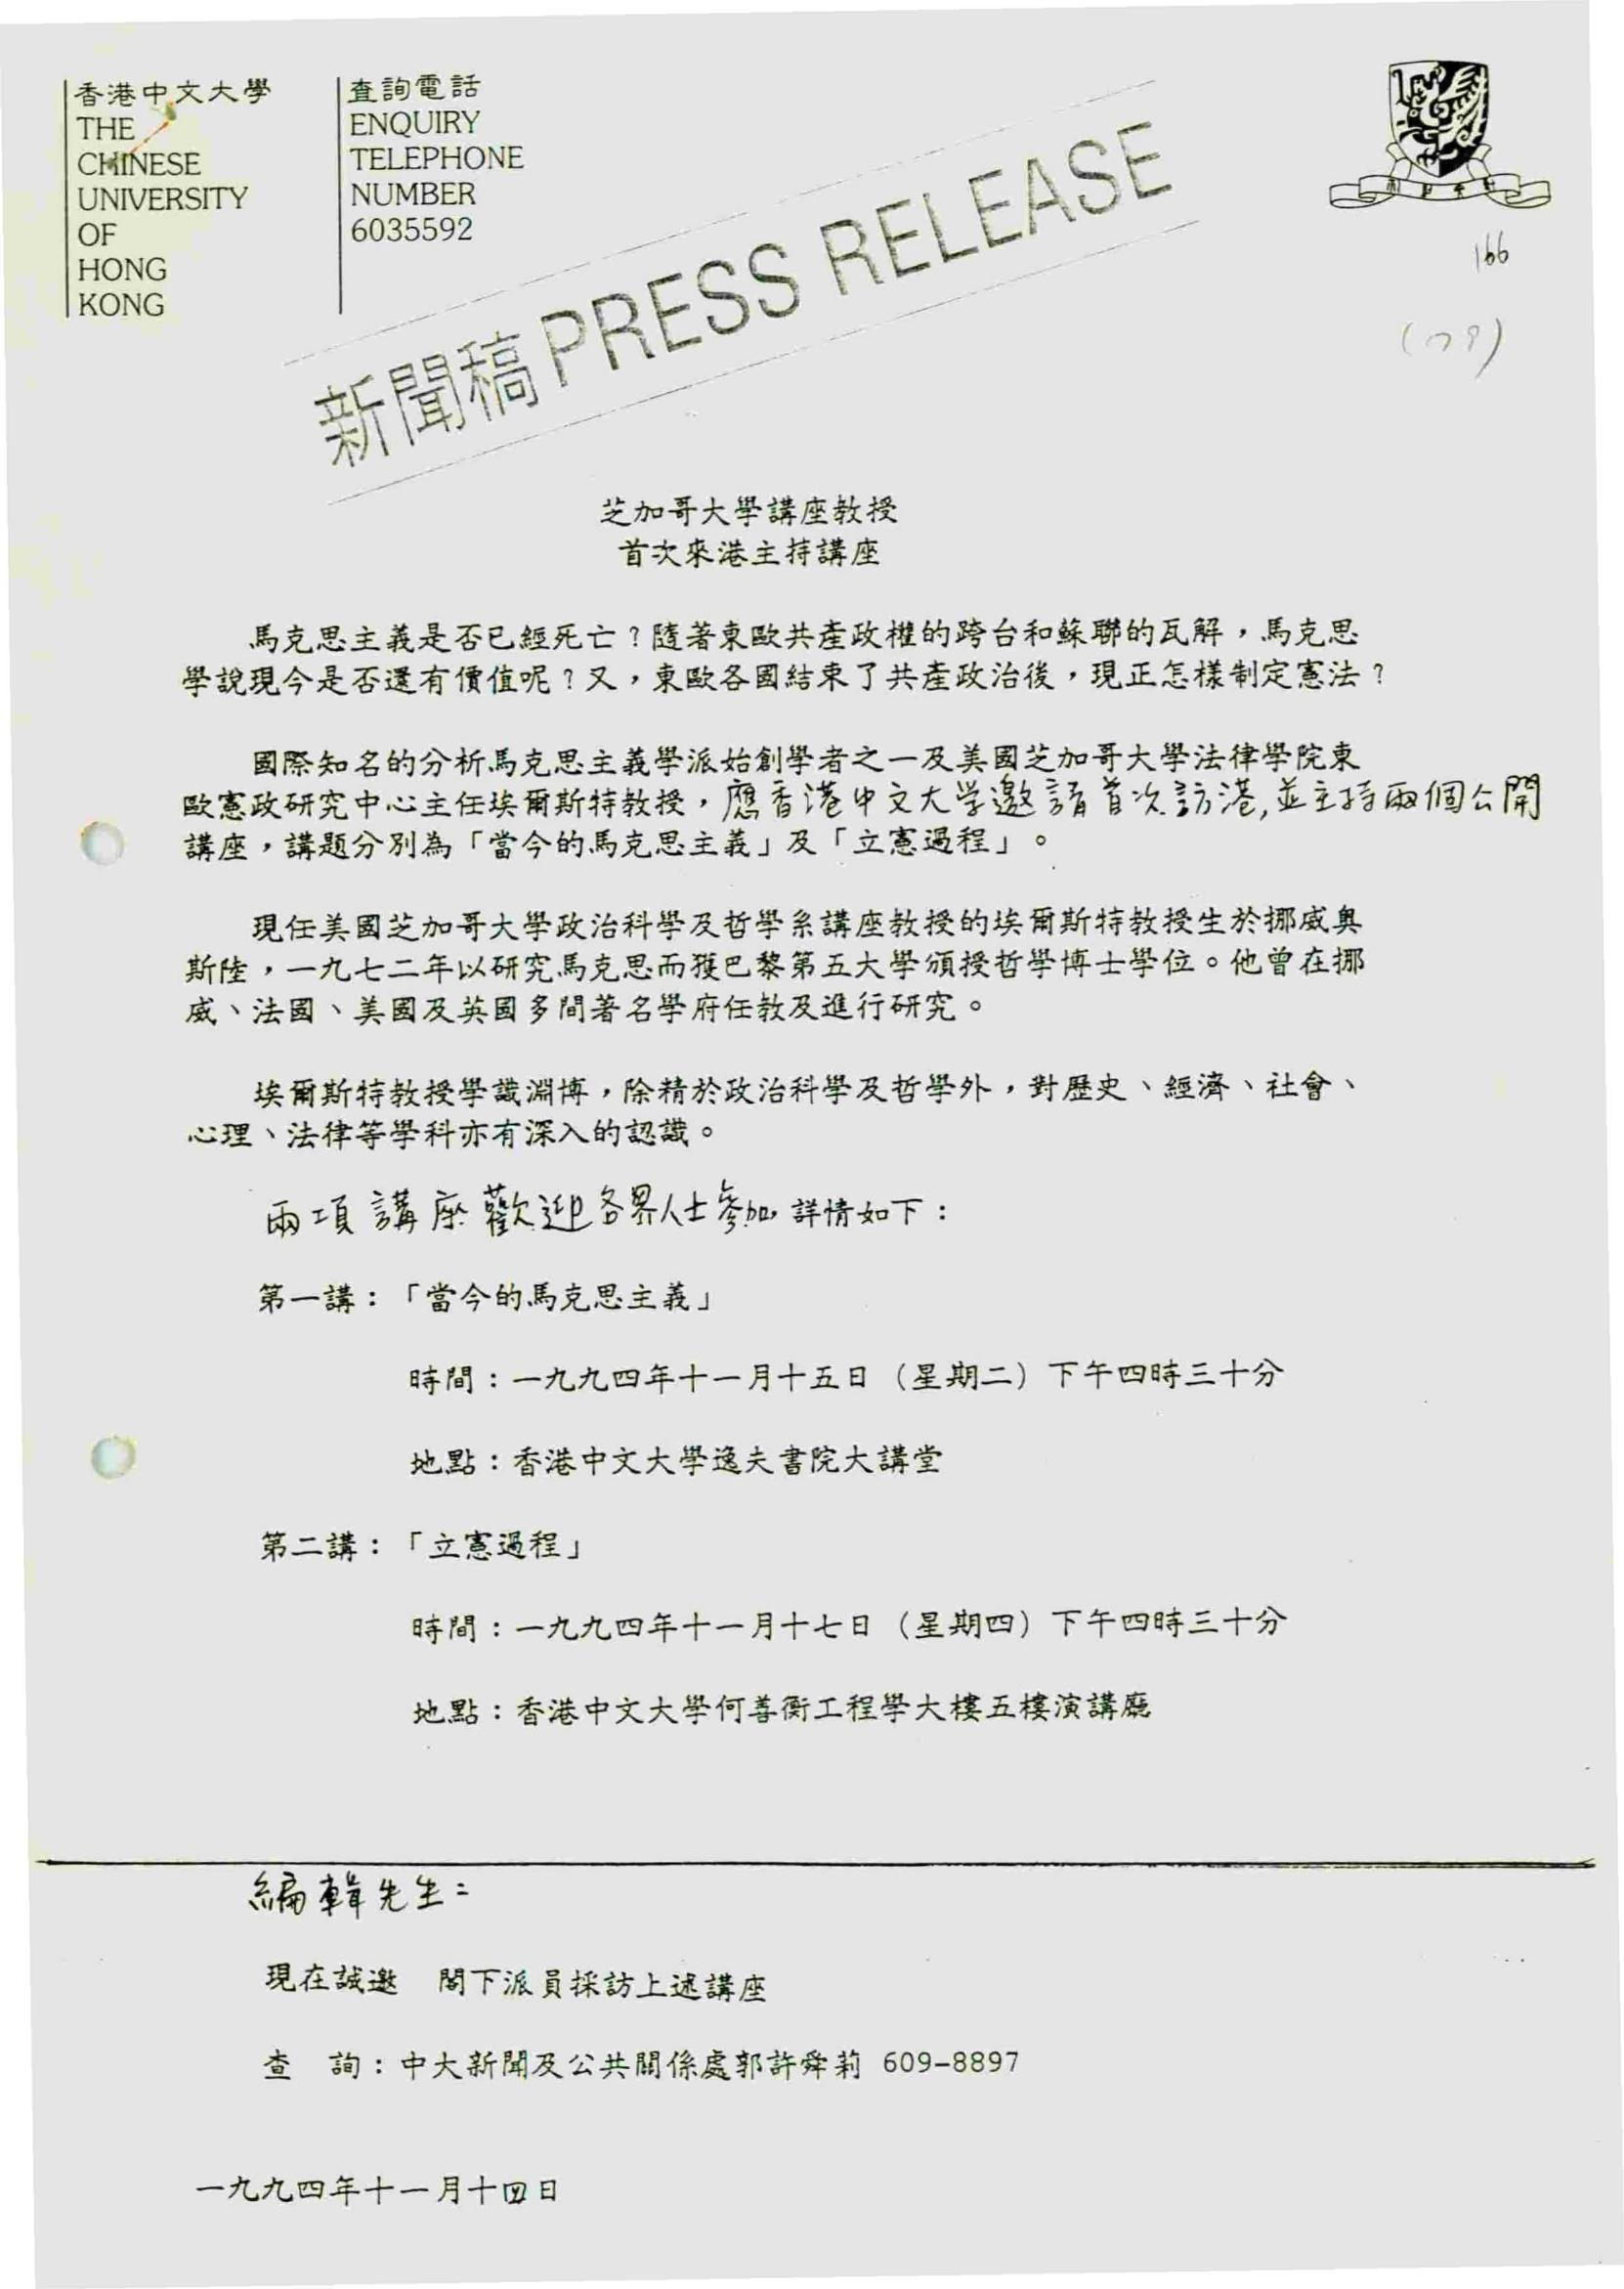 香港中文大學
THE
CHINESE
UNIVERSITY
OF
HONG
KONG
查詢電話
ENQUIRY
TELEPHONE
NUMBER
6035592
新聞稿 PRESS RELEASE
166
芝加哥大學講座教授
首次來港主持講座
馬克思主義是否已經死亡？隨著東歐共產政權的跨台和蘇聯的瓦解，馬克思
學說現今是否還有價值呢？又，東歐各國結束了共產政治後，現正怎樣制定憲法？
國際知名的分析馬克思主義學派始創學者之一及美國芝加哥大學法律學院東
歐憲政研究中心主任埃爾斯特教授，應香港中文大学邀請首次訪港,並主持兩個公開
講座，講題分別為「當今的馬克思主義」及「立憲過程」。
現任美國芝加哥大學政治科學及哲學系講座教授的埃爾斯特教授生於挪威奧
斯陸，一九七二年以研究馬克思而獲巴黎第五大學頒授哲學博士學位。他曾在挪
威、法國、美國及英國多間著名學府任教及進行研究。
埃爾斯特教授學識淵博，除精於政治科學及哲學外，對歷史、經濟、社會、
心理、法律等學科亦有深入的認識。
兩項講座歡迎各界人士參加，詳情如下：
第一講：「當今的馬克思主義」
時間：一九九四年十一月十五日（星期二）下午四時三十分
地點：香港中文大學逸夫書院大講堂
第二講：「立憲過程」
時間：一九九四年十一月十七日（星期四）下午四時三十分
地點：香港中文大學何善衡工程學大樓五樓演講廳
編輯先生：
現在誠邀　閣下派員採訪上述講座
查　詢：中大新聞及公共關係處郭許舜莉 609-8897
一九九四年十一月十四日